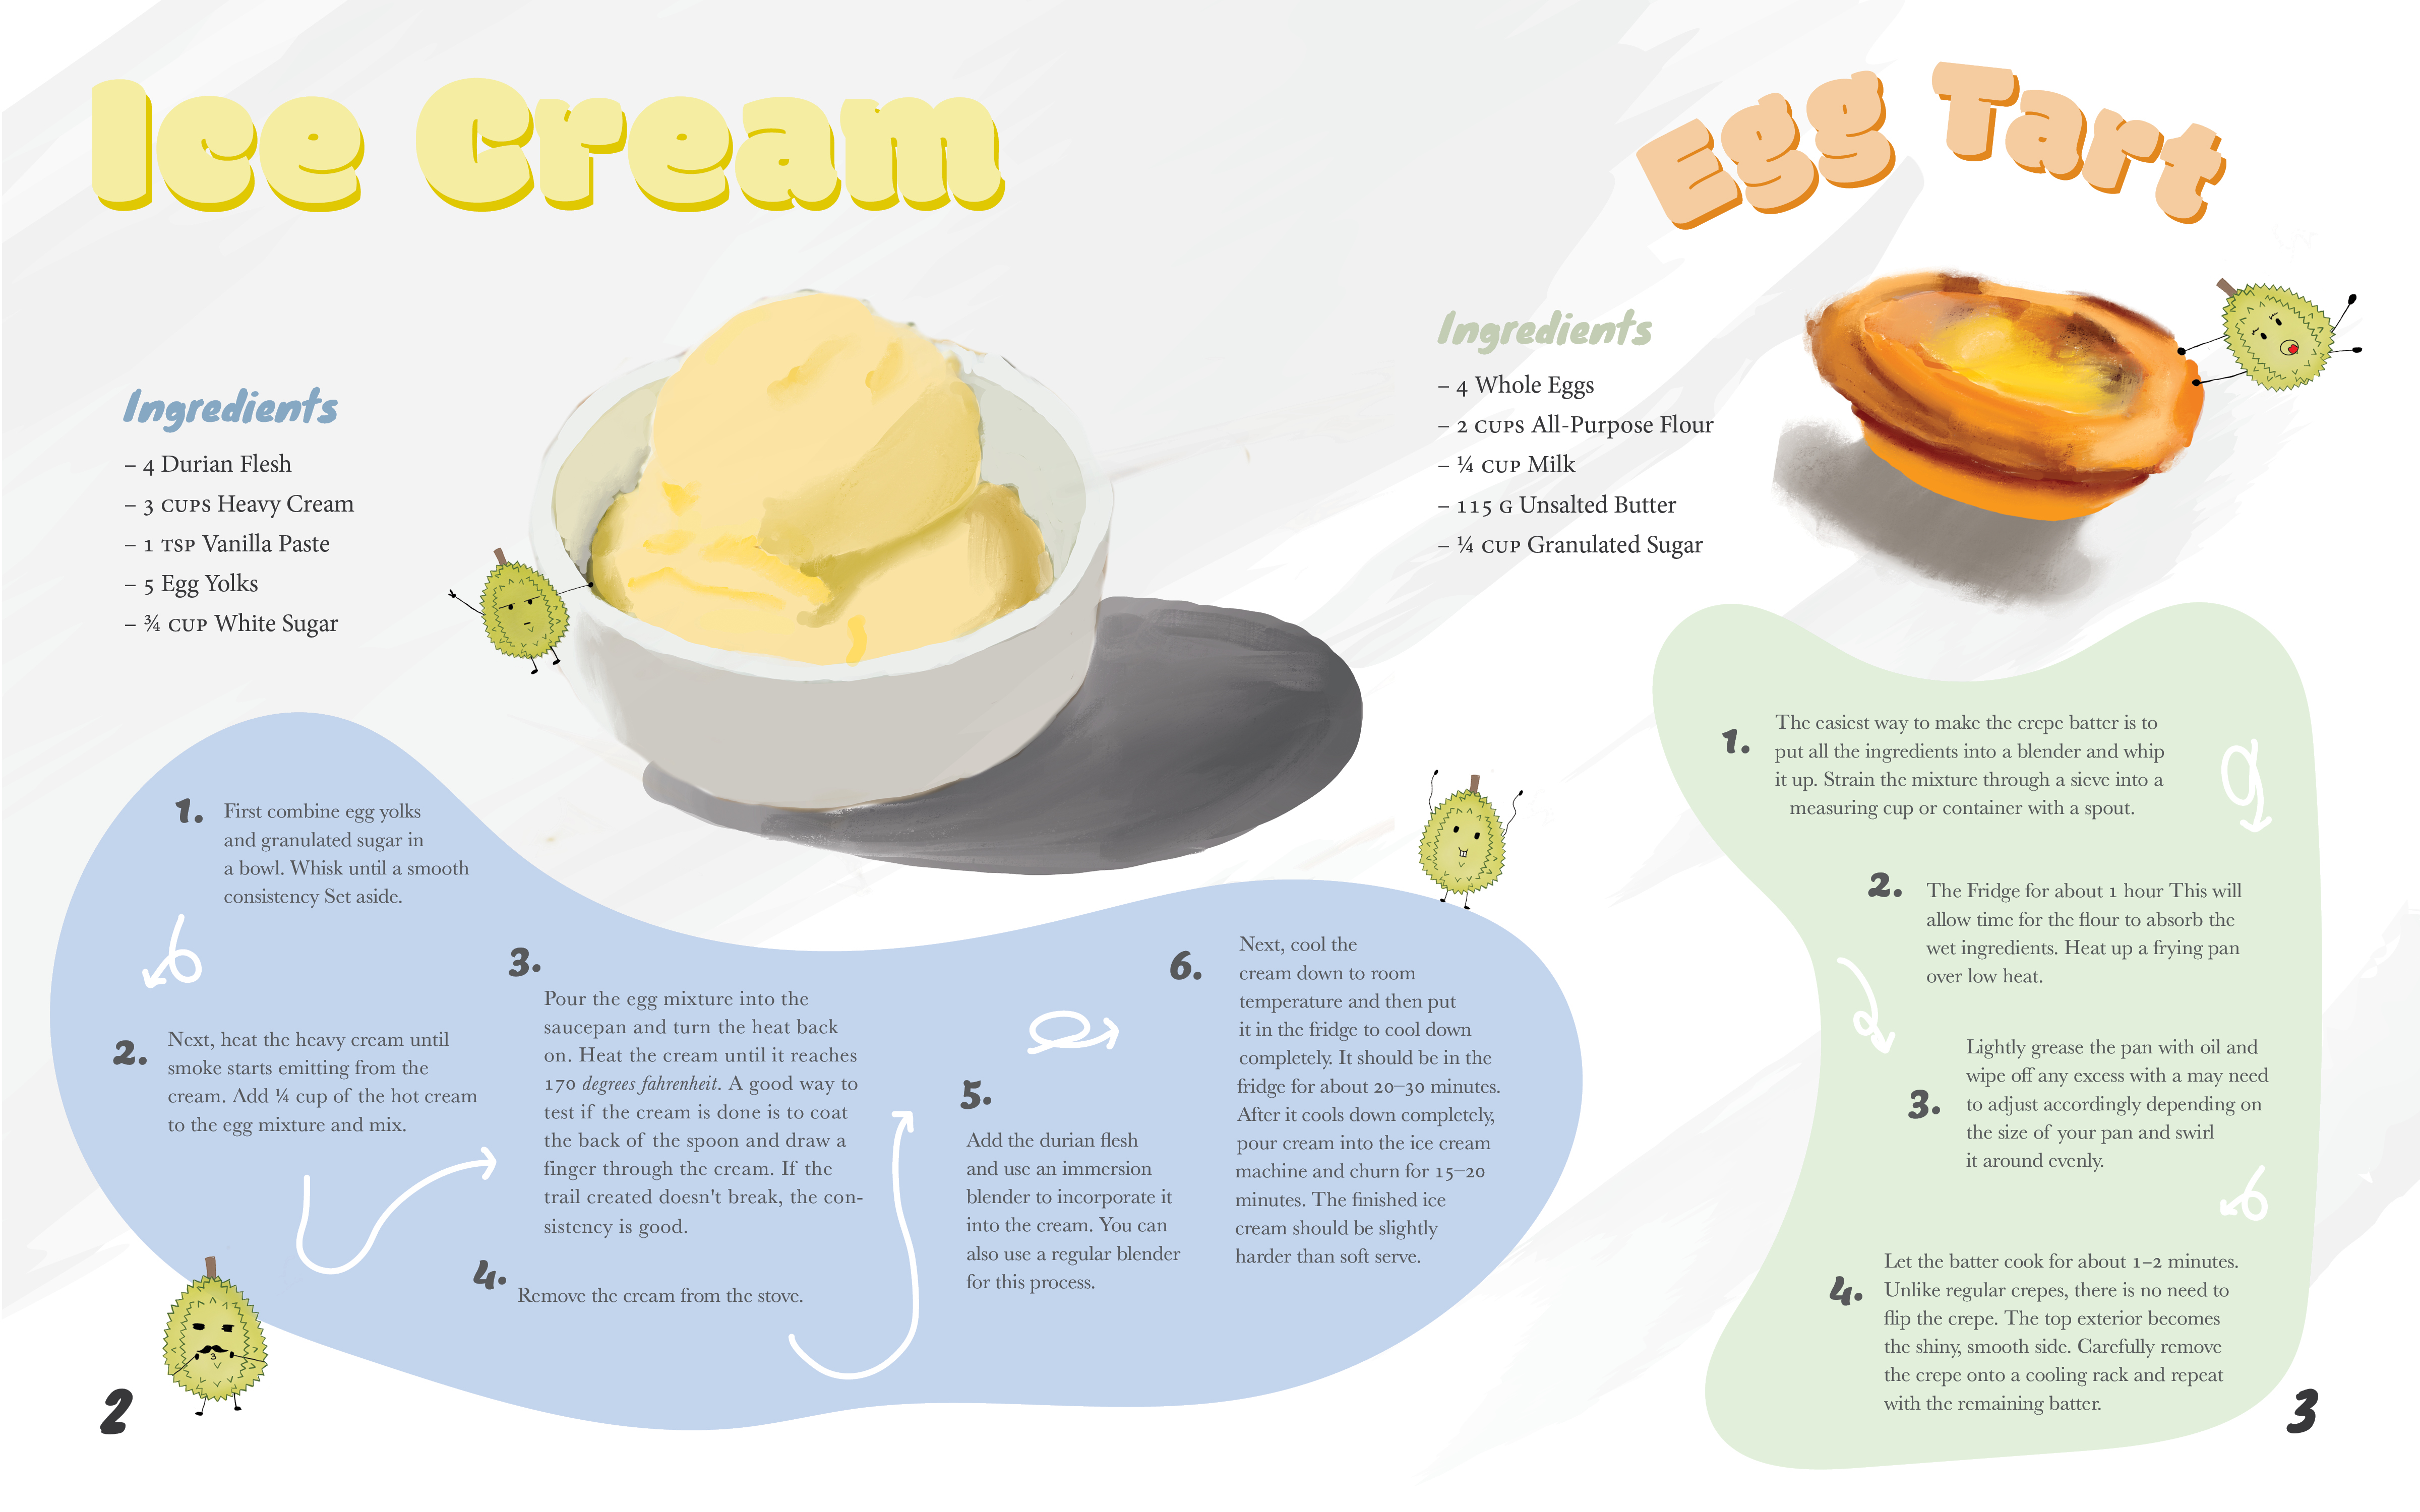 Ice Cream
Ingredients
– 4 Durian Flesh
– 3 CUPS Heavy Cream
– 1 TSP Vanilla Paste
– 5 Egg Yolks
– ¾ CUP White Sugar
1.
First combine egg yolks
and granulated sugar in
a bowl. Whisk until a smooth
consistency Set aside.
2.
Next, heat the heavy cream until
smoke starts emitting from the
cream. Add ¼ cup of the hot cream
to the egg mixture and mix.
3.
Pour the egg mixture into the
saucepan and turn the heat back
on. Heat the cream until it reaches
170 degrees fahrenheit. A good way to
test if the cream is done is to coat
the back of the spoon and draw a
finger through the cream. If the
trail created doesn't break, the con-
sistency is good.
4.
Remove the cream from the stove.
5.
Add the durian flesh
and use an immersion
blender to incorporate it
into the cream. You can
also use a regular blender
for this process.
6.
Next, cool the
cream down to room
temperature and then put
it in the fridge to cool down
completely. It should be in the
fridge for about 20–30 minutes.
After it cools down completely,
pour cream into the ice cream
machine and churn for 15–20
minutes. The finished ice
cream should be slightly
harder than soft serve.
2
Egg Tart
Ingredients
– 4 Whole Eggs
– 2 CUPS All-Purpose Flour
– ¼ CUP Milk
– 115 G Unsalted Butter
– ¼ CUP Granulated Sugar
1.
The easiest way to make the crepe batter is to
put all the ingredients into a blender and whip
it up. Strain the mixture through a sieve into a
measuring cup or container with a spout.
2.
The Fridge for about 1 hour This will
allow time for the flour to absorb the
wet ingredients. Heat up a frying pan
over low heat.
3.
Lightly grease the pan with oil and
wipe off any excess with a may need
to adjust accordingly depending on
the size of your pan and swirl
it around evenly.
4.
Let the batter cook for about 1–2 minutes.
Unlike regular crepes, there is no need to
flip the crepe. The top exterior becomes
the shiny, smooth side. Carefully remove
the crepe onto a cooling rack and repeat
with the remaining batter.
3